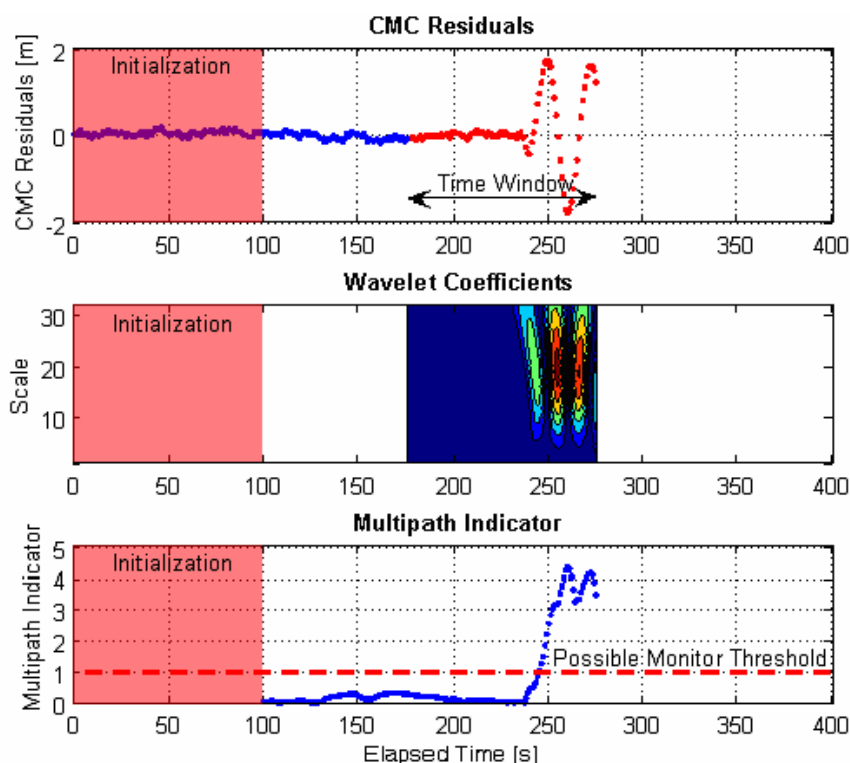 CMC Residuals
CMC Residuals [m]
2
0
-2
Initialization
Time Window
0 50 100 150 200 250 300 350 400
Wavelet Coefficients
Scale
30
20
10
Initialization
0 50 100 150 200 250 300 350 400
Multipath Indicator
Multipath Indicator
5
4
3
2
1
0
Initialization
Possible Monitor Threshold
0 50 100 150 200 250 300 350 400
Elapsed Time [s]